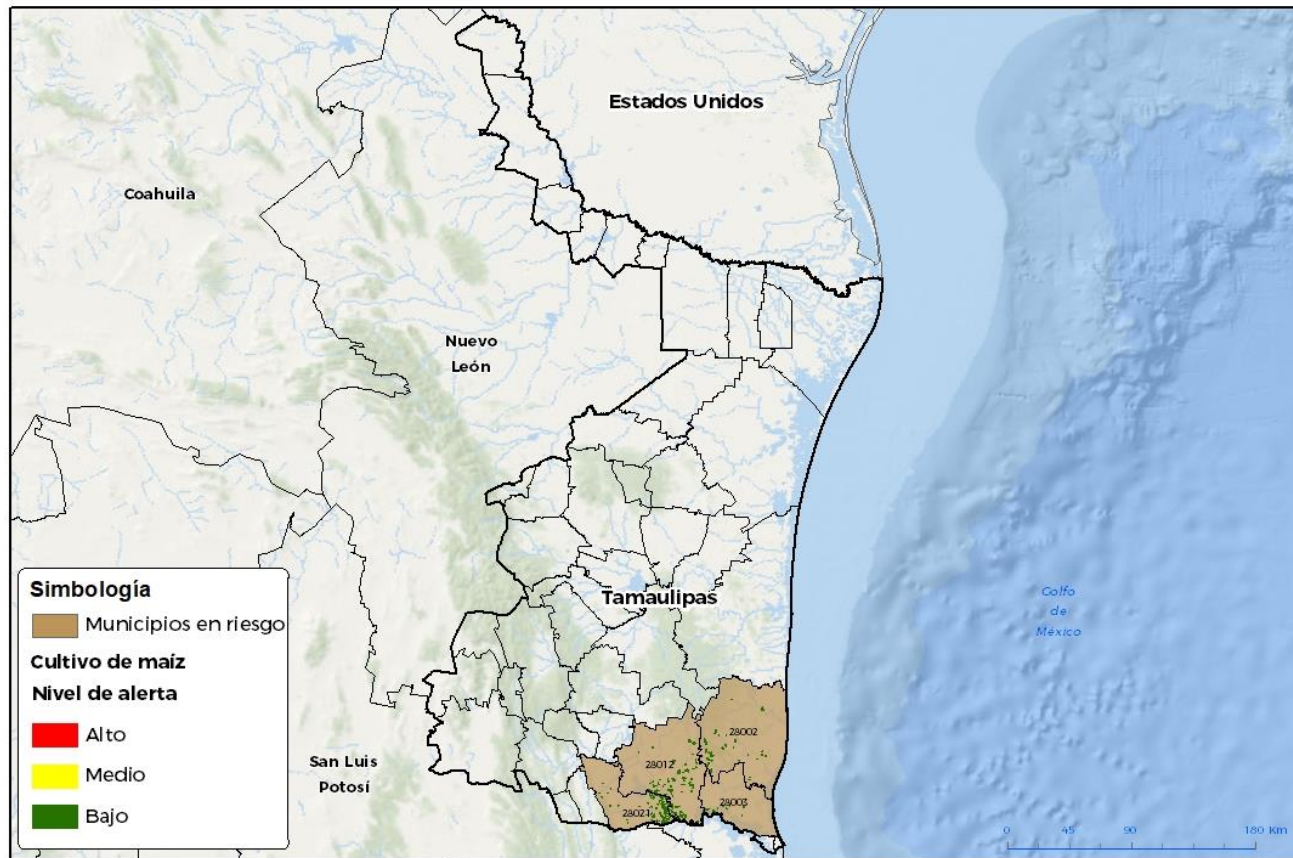 Estados Unidos
Coahuila
Nuevo
León
Tamaulipas
Golfo
de
México
San Luis
Potosí
28002
28012
28003
28021
Simbología
Municipios en riesgo
Cultivo de maíz
Nivel de alerta
Alto
Medio
Bajo
0 45 90 180 Km